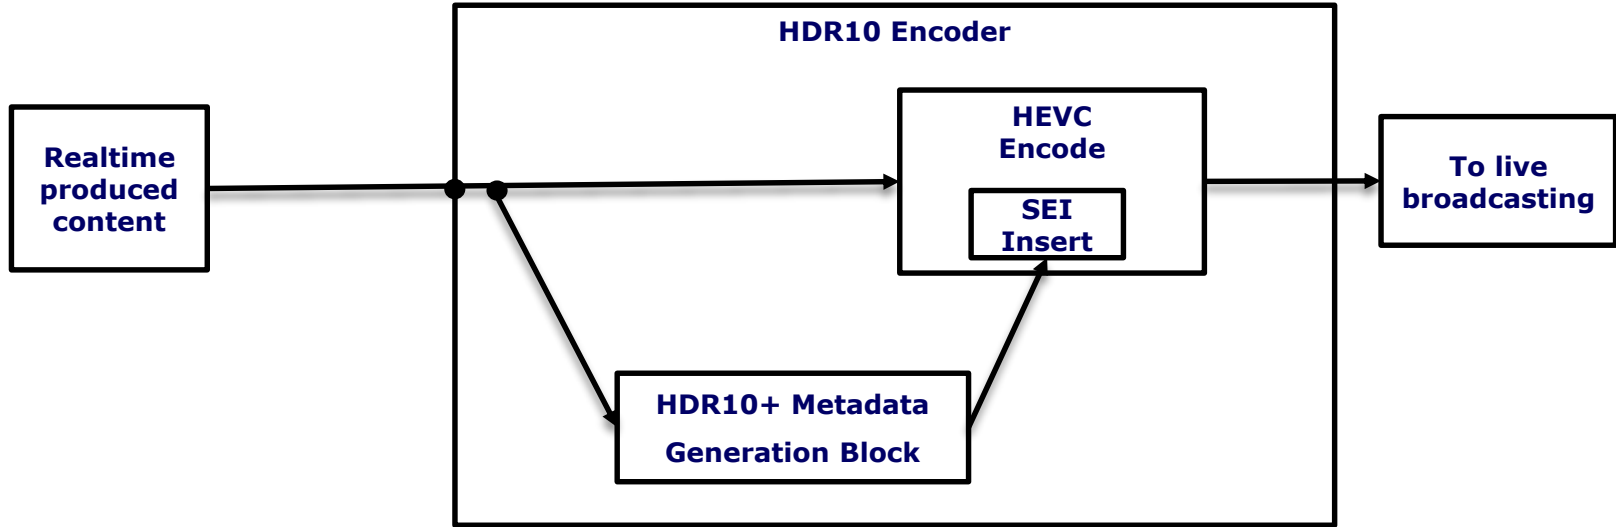 HDR10 Encoder
Realtime
produced
content
HEVC
Encode
SEI
Insert
To live
broadcasting
HDR10+ Metadata
Generation Block